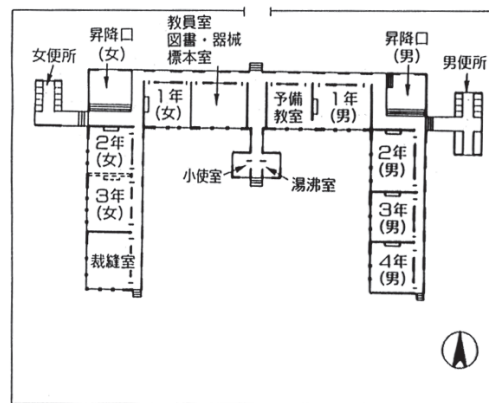 教員室
図書・器械
標本室
昇降口
(女)
昇降口
(男)
女便所
男便所
1年
(女)
予備
教室
1年
(男)
2年
(女)
2年
(男)
小使室
湯沸室
3年
(女)
3年
(男)
裁縫室
4年
(男)